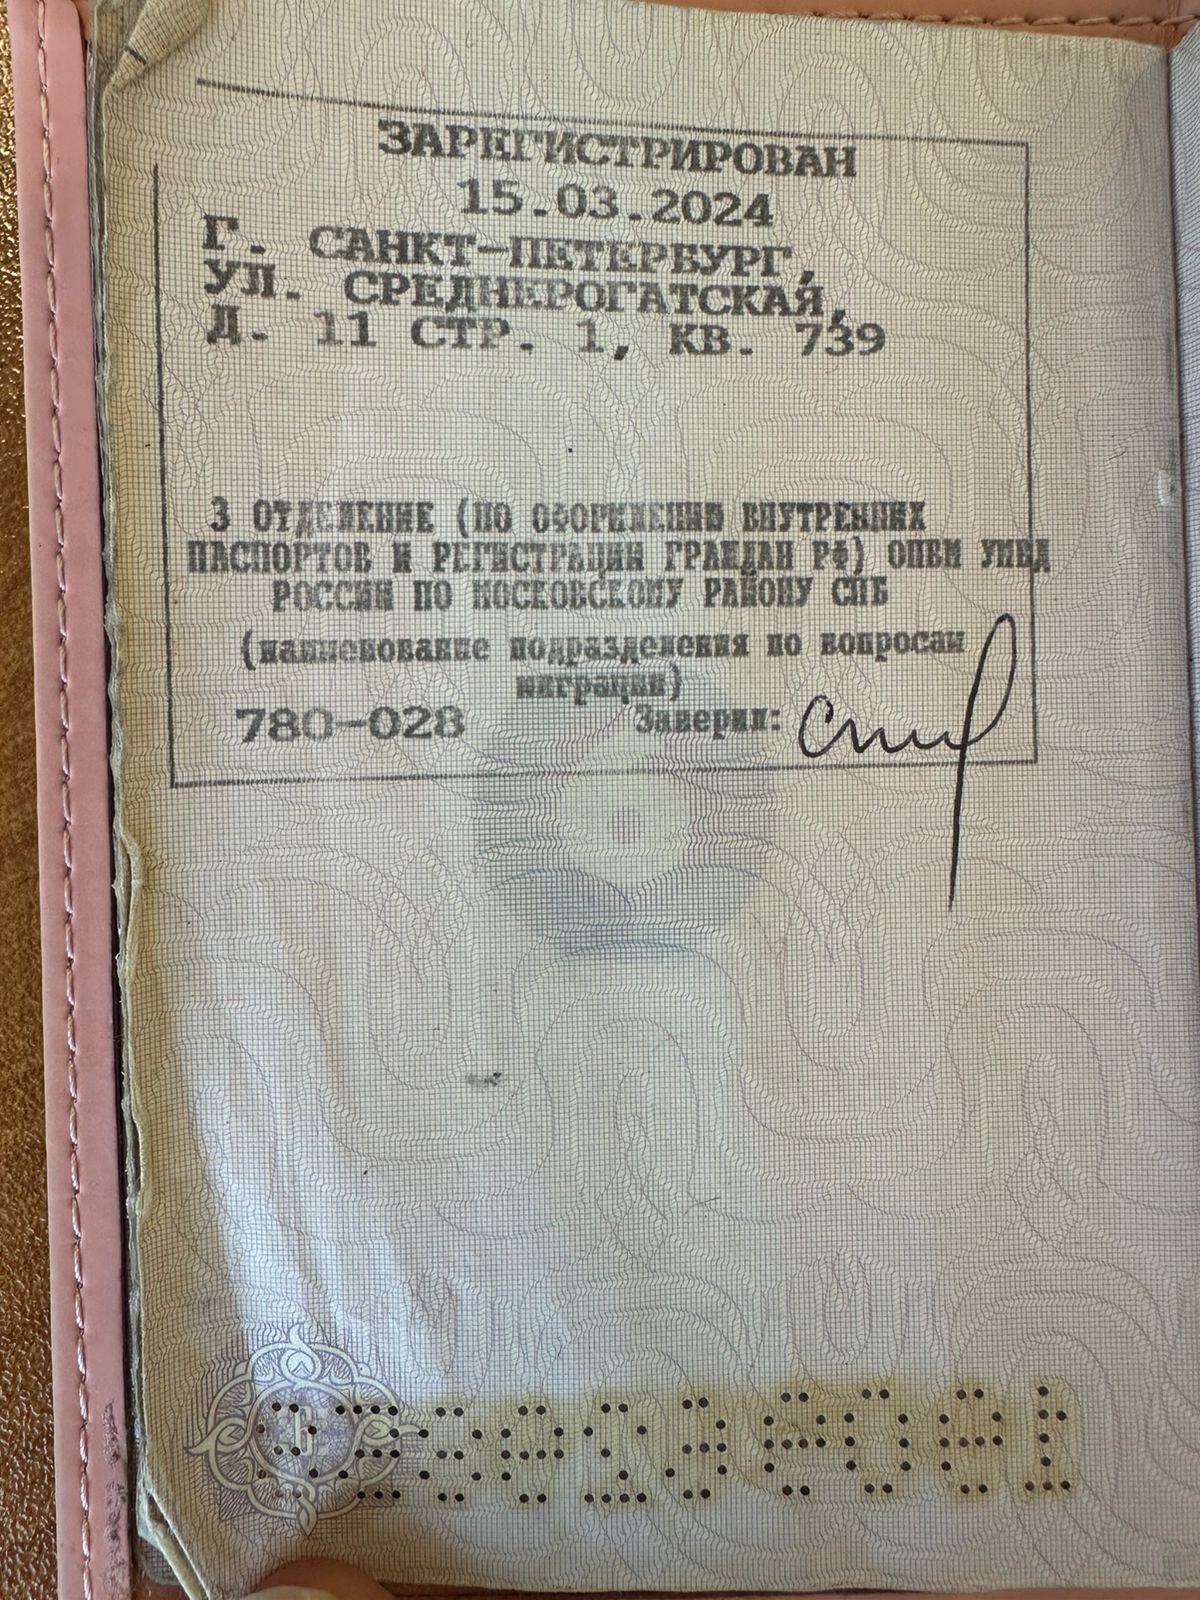 ЗАРЕГИСТРИРОВАН
15.03.2024
Г. САНКТ-ПЕТЕРБУРГ,
УЛ. СРЕДНЕРОГАТСКАЯ,
Д. 11 СТР. 1, КВ. 739
3 ОТДЕЛЕНИЕ (ПО ОФОРМЛЕНИЮ ВНУТРЕННИХ
ПАСПОРТОВ И РЕГИСТРАЦИИ ГРАЖДАН РФ) ОПВМ УМВД
РОССИИ ПО МОСКОВСКОМУ РАЙОНУ СПБ
(наименование подразделения по вопросам
миграции)
780-028 Заверил: